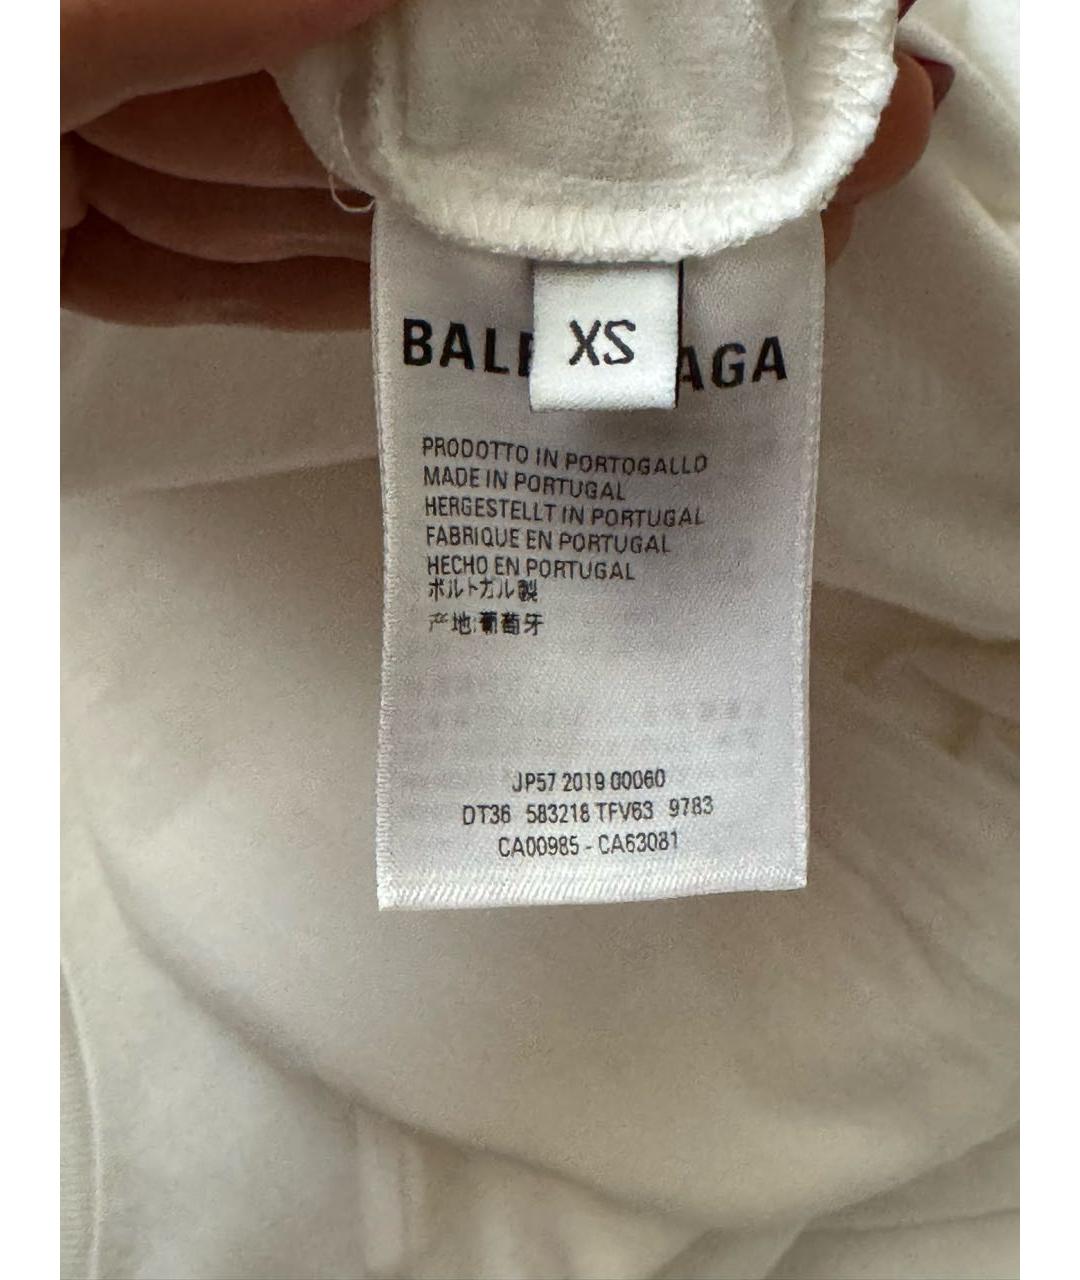 XS
BALE AGA
PRODOTTO IN PORTOGALLO
MADE IN PORTUGAL
HERGESTELLT IN PORTUGAL
FABRIQUE EN PORTUGAL
HECHO EN PORTUGAL
ポルトガル製
产地:葡萄牙
JP57 2019 00060
DT36 583218 TFV63 9783
CA00985 - CA63081